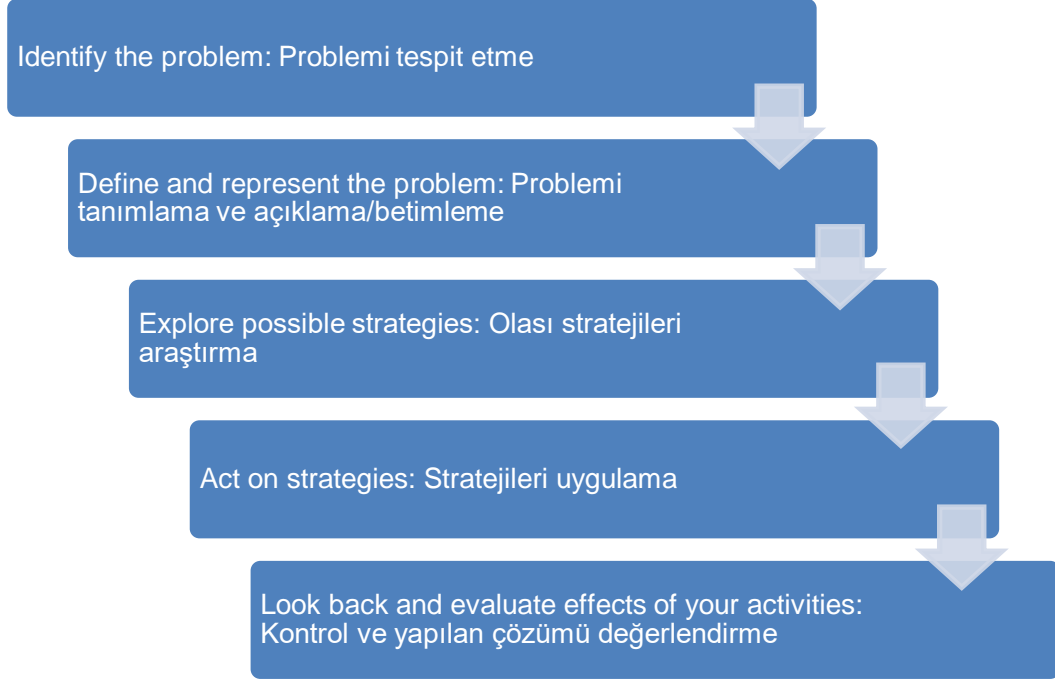 Identify the problem: Problemi tespit etme
Define and represent the problem: Problemi
tanımlama ve açıklama/betimleme
Explore possible strategies: Olası stratejileri
araştırma
Act on strategies: Stratejileri uygulama
Look back and evaluate effects of your activities:
Kontrol ve yapılan çözümü değerlendirme